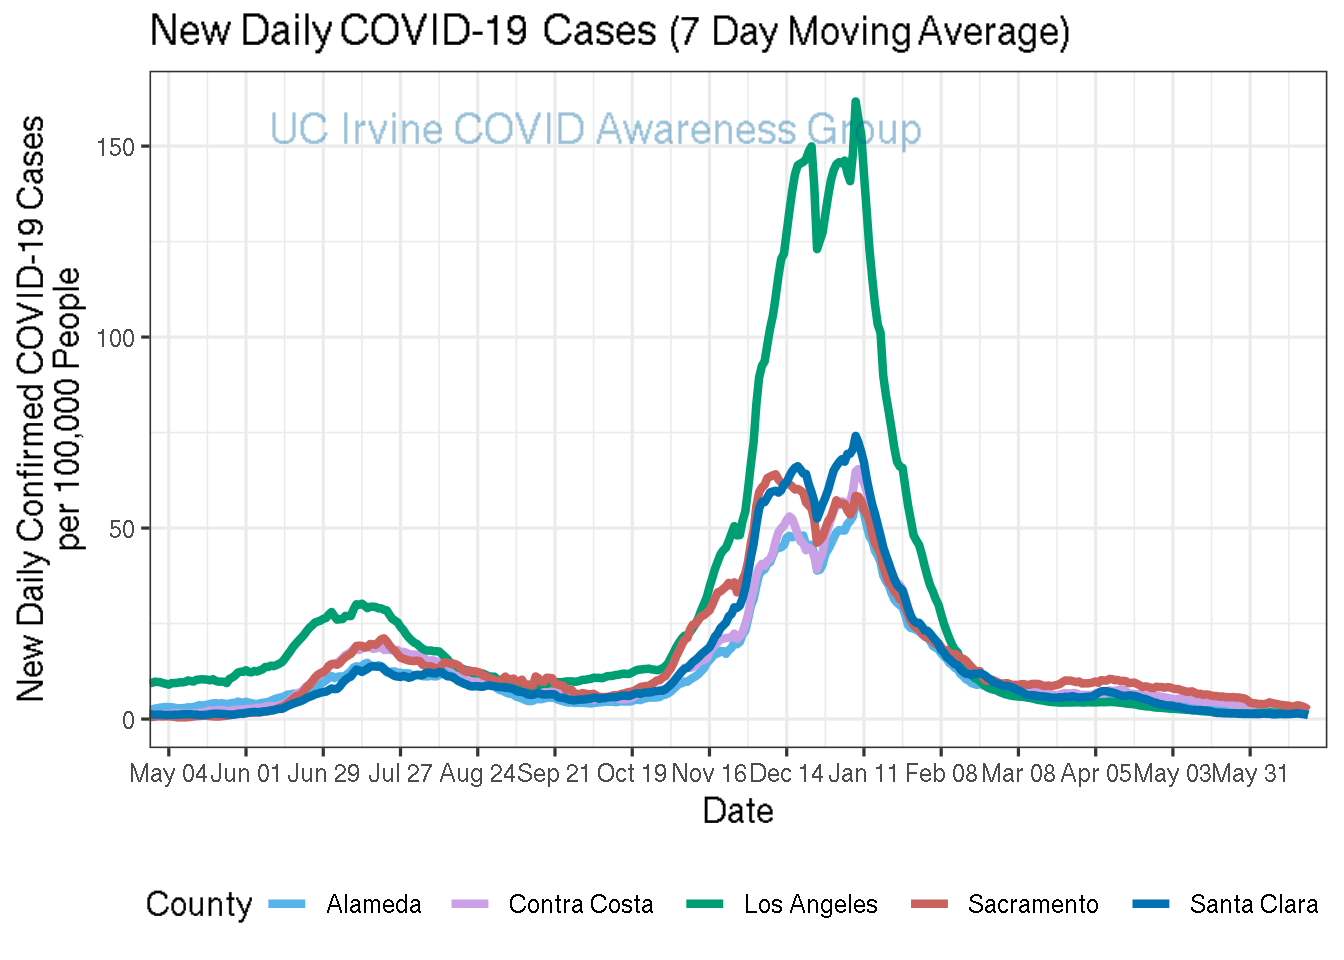 New Daily COVID-19 Cases (7 Day Moving Average)
UC Irvine COVID Awareness Group
New Daily Confirmed COVID-19 Cases
per 100,000 People
150
100
50
0
May 04 Jun 01 Jun 29 Jul 27 Aug 24 Sep 21 Oct 19 Nov 16 Dec 14 Jan 11 Feb 08 Mar 08 Apr 05 May 03 May 31
Date
County Alameda Contra Costa Los Angeles Sacramento Santa Clara